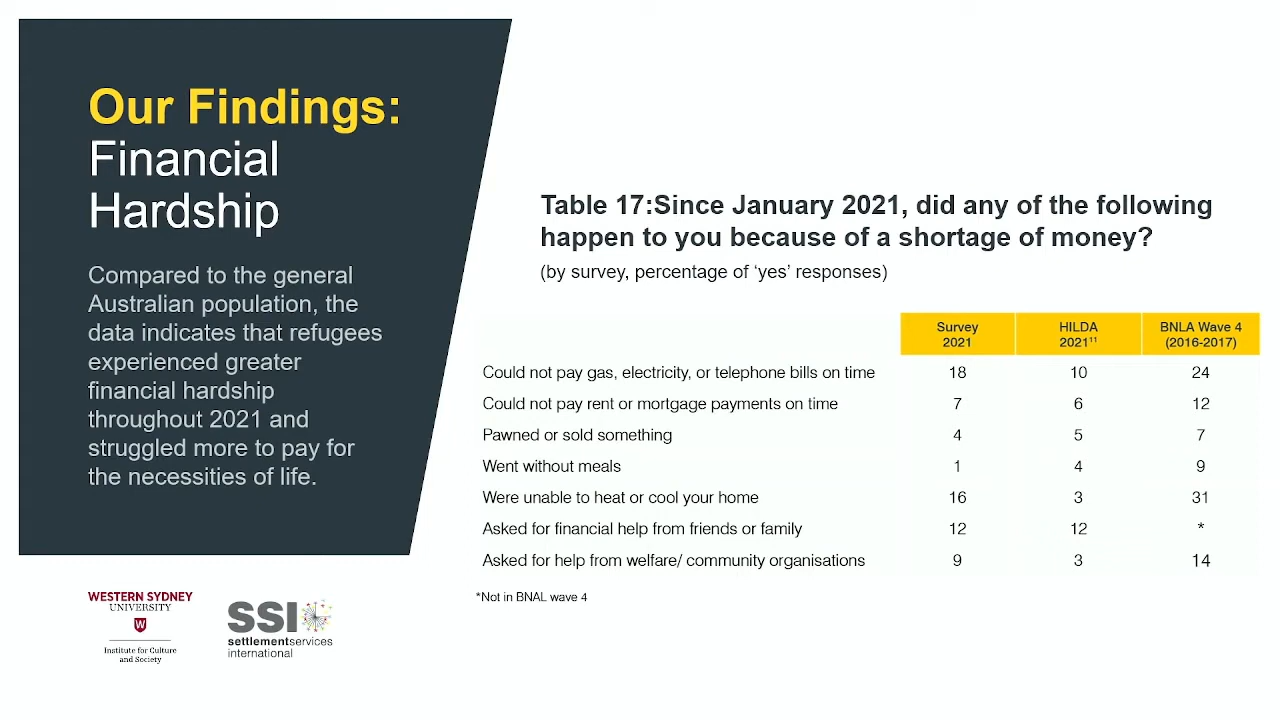 Our Findings:
Financial
Hardship
Compared to the general
Australian population, the
data indicates that refugees
experienced greater
financial hardship
throughout 2021 and
struggled more to pay for
the necessities of life.
WESTERN SYDNEY
UNIVERSITY
W
Institute for Culture
and Society
SSI
settlementservices
international
Table 17:Since January 2021, did any of the following
happen to you because of a shortage of money?
(by survey, percentage of ‘yes’ responses)
Survey 2021 HILDA 2021¹¹ BNLA Wave 4 (2016-2017)
Could not pay gas, electricity, or telephone bills on time 18 10 24
Could not pay rent or mortgage payments on time 7 6 12
Pawned or sold something 4 5 7
Went without meals 1 4 9
Were unable to heat or cool your home 16 3 31
Asked for financial help from friends or family 12 12 *
Asked for help from welfare/ community organisations 9 3 14
*Not in BNAL wave 4